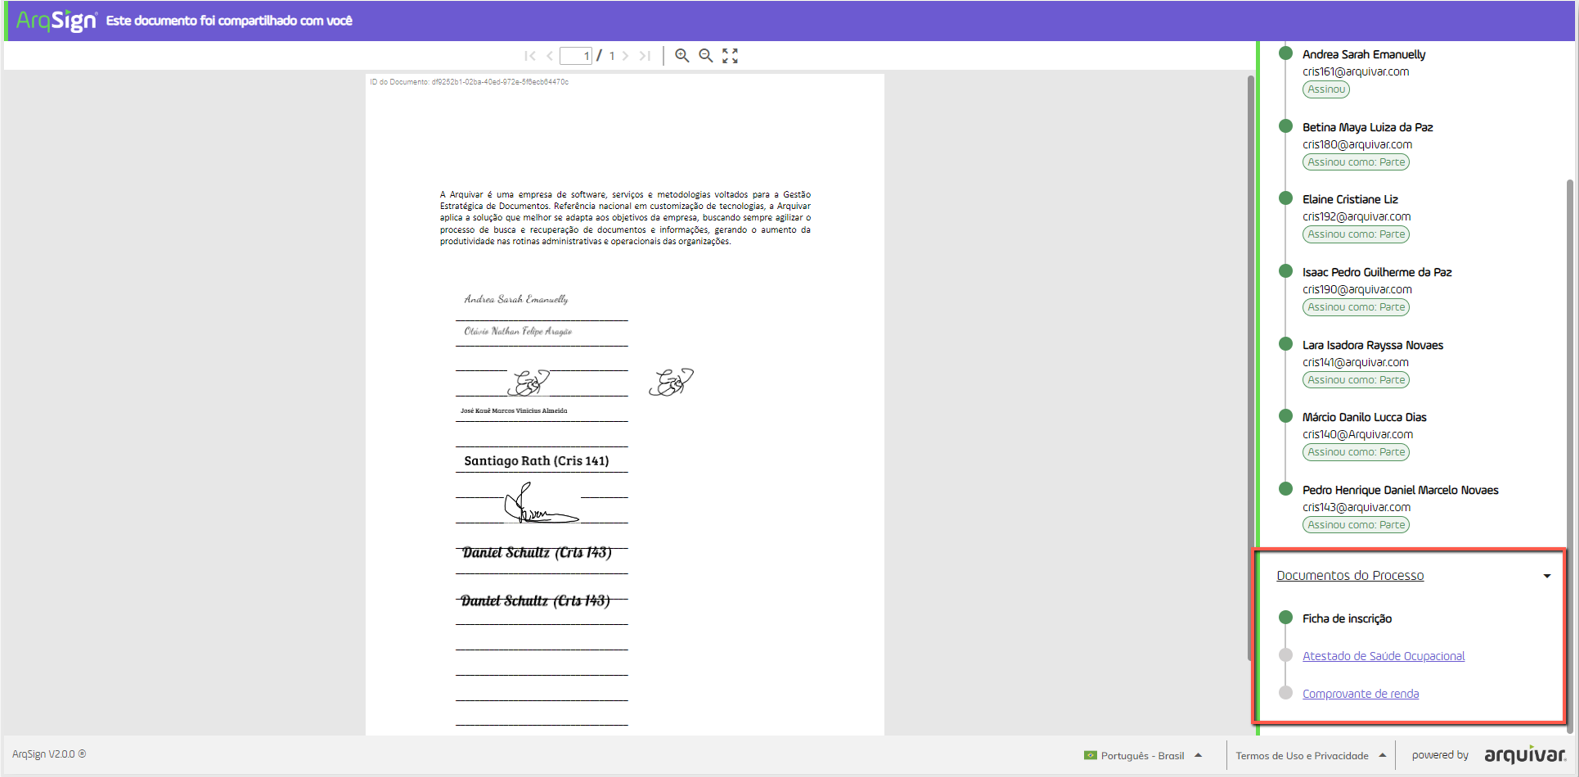 ArqSign® Este documento foi compartilhado com você
1 / 1
ID do Documento: df9252b1-02ba-40ed-972e-5f6ecb64470c
A Arquivar é uma empresa de software, serviços e metodologias voltados para a Gestão
Estratégica de Documentos. Referência nacional em customização de tecnologias, a Arquivar
aplica a solução que melhor se adapta aos objetivos da empresa, buscando sempre agilizar o
processo de busca e recuperação de documentos e informações, gerando o aumento da
produtividade nas rotinas administrativas e operacionais das organizações.
Andrea Sarah Emanuelly
Otávio Nathan Felipe Aragão
José Kauê Marcos Vinicius Almeida
Santiago Rath (Cris 141)
Daniel Schultz (Cris 143)
Daniel Schultz (Cris 143)
Andrea Sarah Emanuelly
cris161@arquivar.com
Assinou
Betina Maya Luiza da Paz
cris180@arquivar.com
Assinou como: Parte
Elaine Cristiane Liz
cris192@arquivar.com
Assinou como: Parte
Isaac Pedro Guilherme da Paz
cris190@arquivar.com
Assinou como: Parte
Lara Isadora Rayssa Novaes
cris141@arquivar.com
Assinou como: Parte
Márcio Danilo Lucca Dias
cris140@Arquivar.com
Assinou como: Parte
Pedro Henrique Daniel Marcelo Novaes
cris143@arquivar.com
Assinou como: Parte
Documentos do Processo
Ficha de inscrição
Atestado de Saúde Ocupacional
Comprovante de renda
ArqSign V2.0.0 ®
Português - Brasil
Termos de Uso e Privacidade
powered by arquivar